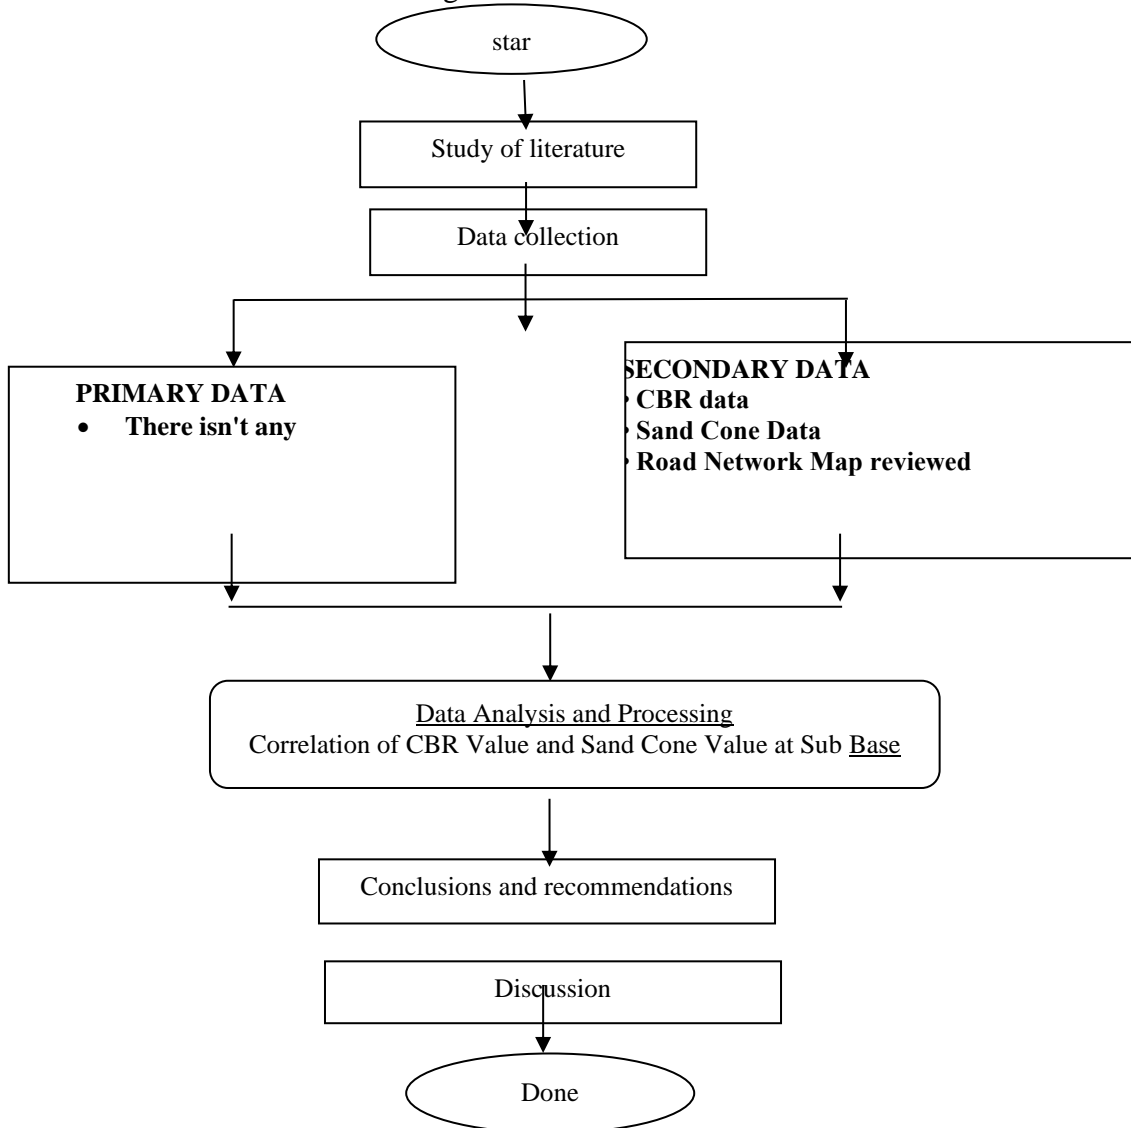 star
Study of literature
Data collection
PRIMARY DATA
• There isn't any
SECONDARY DATA
• CBR data
• Sand Cone Data
• Road Network Map reviewed
Data Analysis and Processing
Correlation of CBR Value and Sand Cone Value at Sub Base
Conclusions and recommendations
Discussion
Done